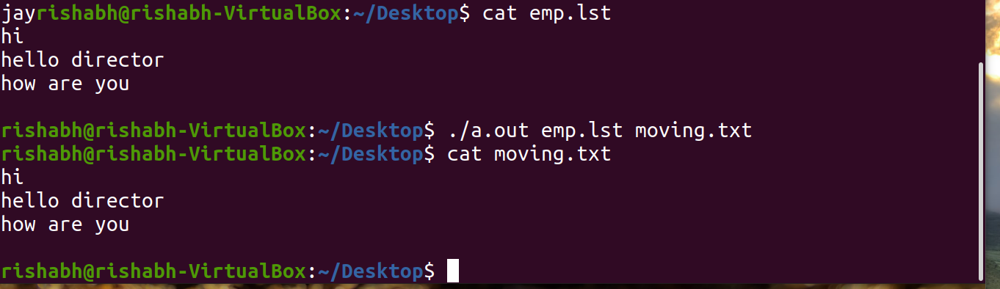 jayrishabh@rishabh-VirtualBox:~/Desktop$ cat emp.lst
hi
hello director
how are you
rishabh@rishabh-VirtualBox:~/Desktop$ ./a.out emp.lst moving.txt
rishabh@rishabh-VirtualBox:~/Desktop$ cat moving.txt
hi
hello director
how are you
rishabh@rishabh-VirtualBox:~/Desktop$